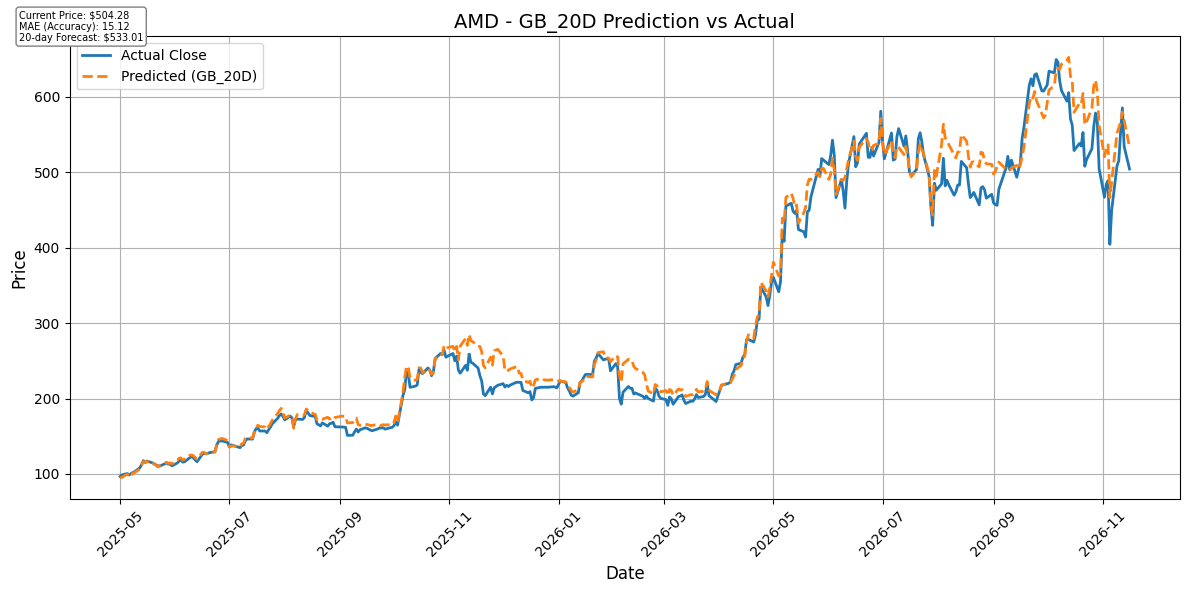 AMD - GB_20D Prediction vs Actual
Current Price: $504.28
MAE (Accuracy): 15.12
20-day Forecast: $533.01
Actual Close
Predicted (GB_20D)
Price
600
500
400
300
200
100
2025-05
2025-07
2025-09
2025-11
2026-01
2026-03
2026-05
2026-07
2026-09
2026-11
Date